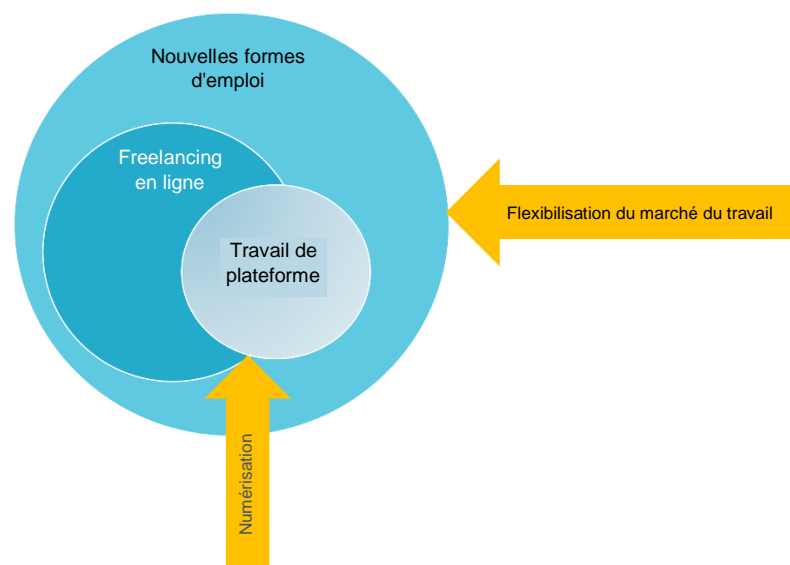 Nouvelles formes
d'emploi
Freelancing
en ligne
Flexibilisation du marché du travail
Travail de
plateforme
Numérisation